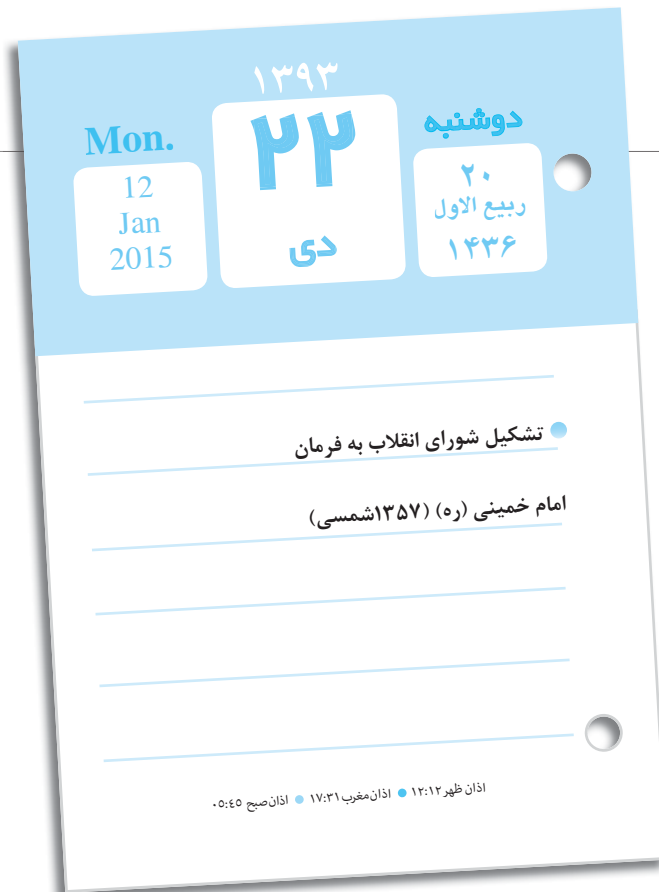 ۱۳۹۳
دوشنبه
۲۲
Mon.
۲۰
ربیع الاول
۱۴۳۶
دی
12
Jan
2015
تشکیل شورای انقلاب به فرمان
امام خمینی (ره) (۱۳۵۷شمسی)
اذان ظهر ۱۲:۱۲ ● اذان‌مغرب ۱۷:۳۱ ● اذان‌صبح ۰۵:٤٥